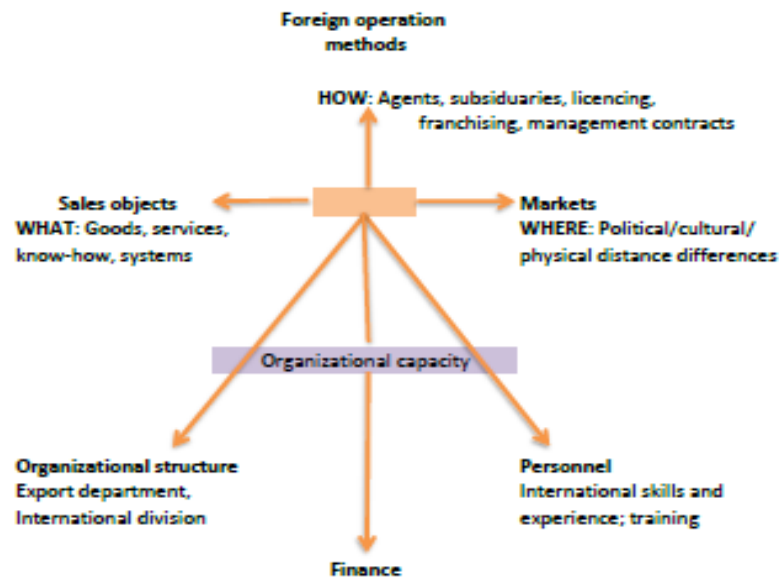 Foreign operation
methods
HOW: Agents, subsiduaries, licencing,
franchising, management contracts
Sales objects
WHAT: Goods, services,
know-how, systems
Markets
WHERE: Political/cultural/
physical distance differences
Organizational capacity
Organizational structure
Export department,
International division
Personnel
International skills and
experience; training
Finance